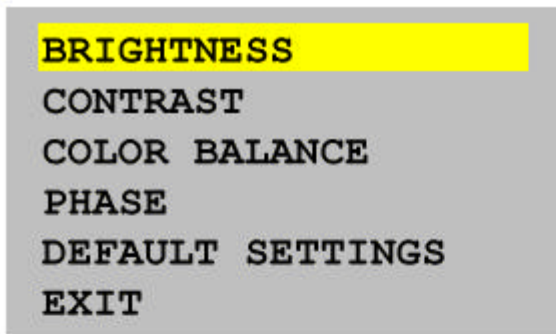 BRIGHTNESS
CONTRAST
COLOR BALANCE
PHASE
DEFAULT SETTINGS
EXIT